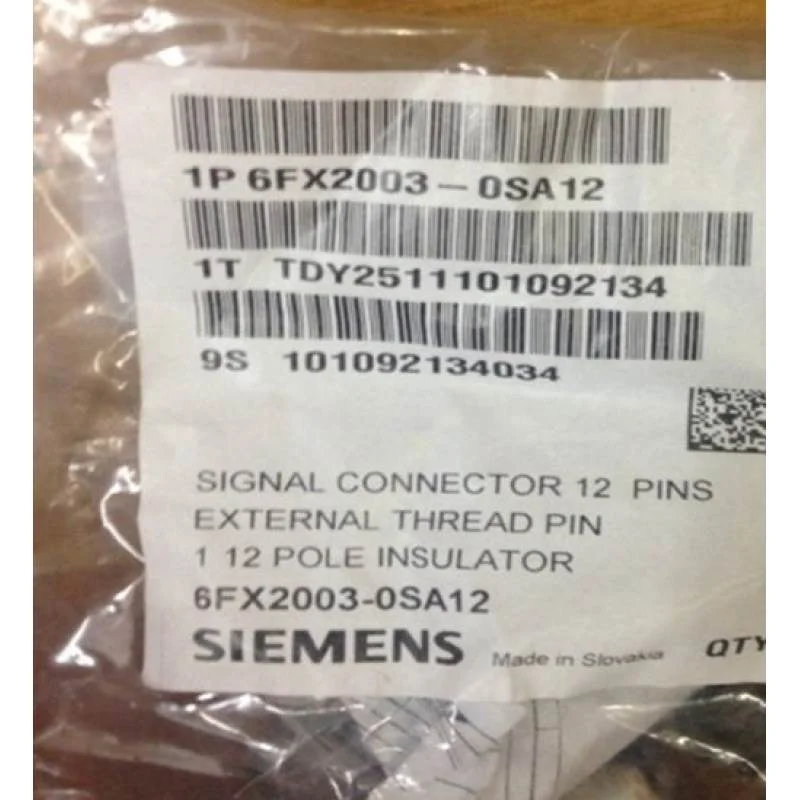 1P 6FX2003-0SA12
1T TDY2511101092134
9S 101092134034
SIGNAL CONNECTOR 12 PINS
EXTERNAL THREAD PIN
1 12 POLE INSULATOR
6FX2003-0SA12
SIEMENS Made in Slovakia QTY